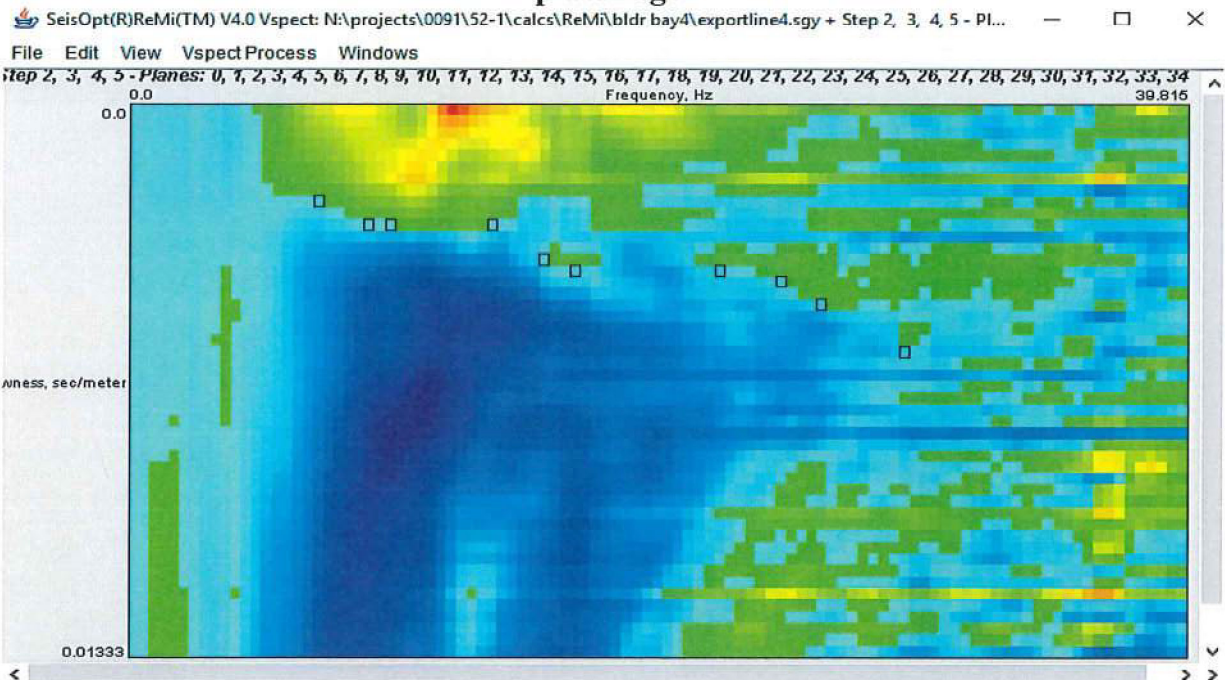 SeisOpt(R)ReMi(TM) V4.0 Vspect: N:\projects\0091\52-1\calcs\ReMi\bldr bay4\exportline4.sgy + Step 2, 3, 4, 5 - Pl...
File Edit View Vspect Process Windows
Step 2, 3, 4, 5 - Planes: 0, 1, 2, 3, 4, 5, 6, 7, 8, 9, 10, 11, 12, 13, 14, 15, 16, 17, 18, 19, 20, 21, 22, 23, 24, 25, 26, 27, 28, 29, 30, 31, 32, 33, 34
0.0 Frequency, Hz 39.815
0.0
wness, sec/meter
0.01333